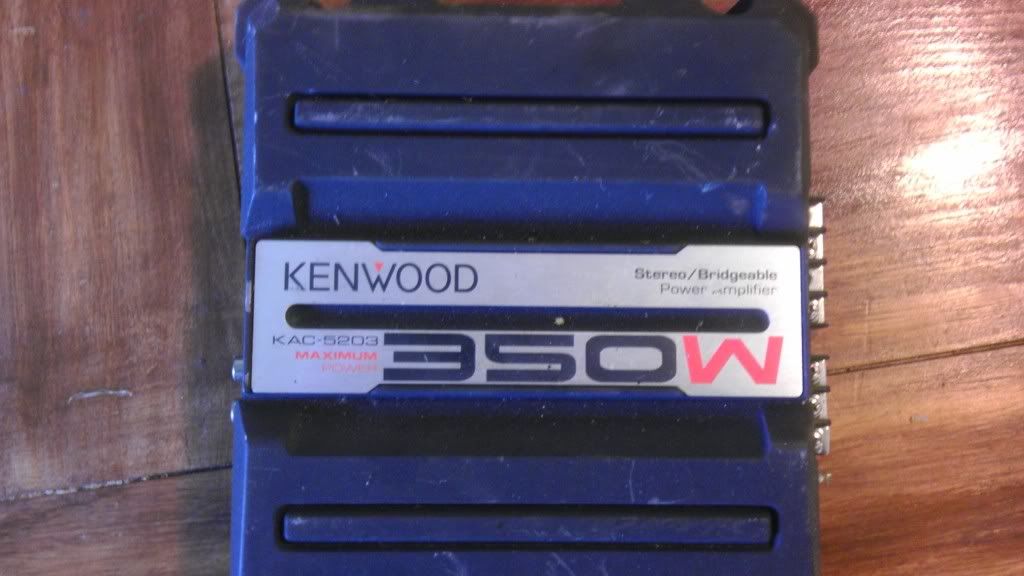 KENWOOD
Stereo/Bridgeable
Power Amplifier
KAC-5203
MAXIMUM
POWER
350W